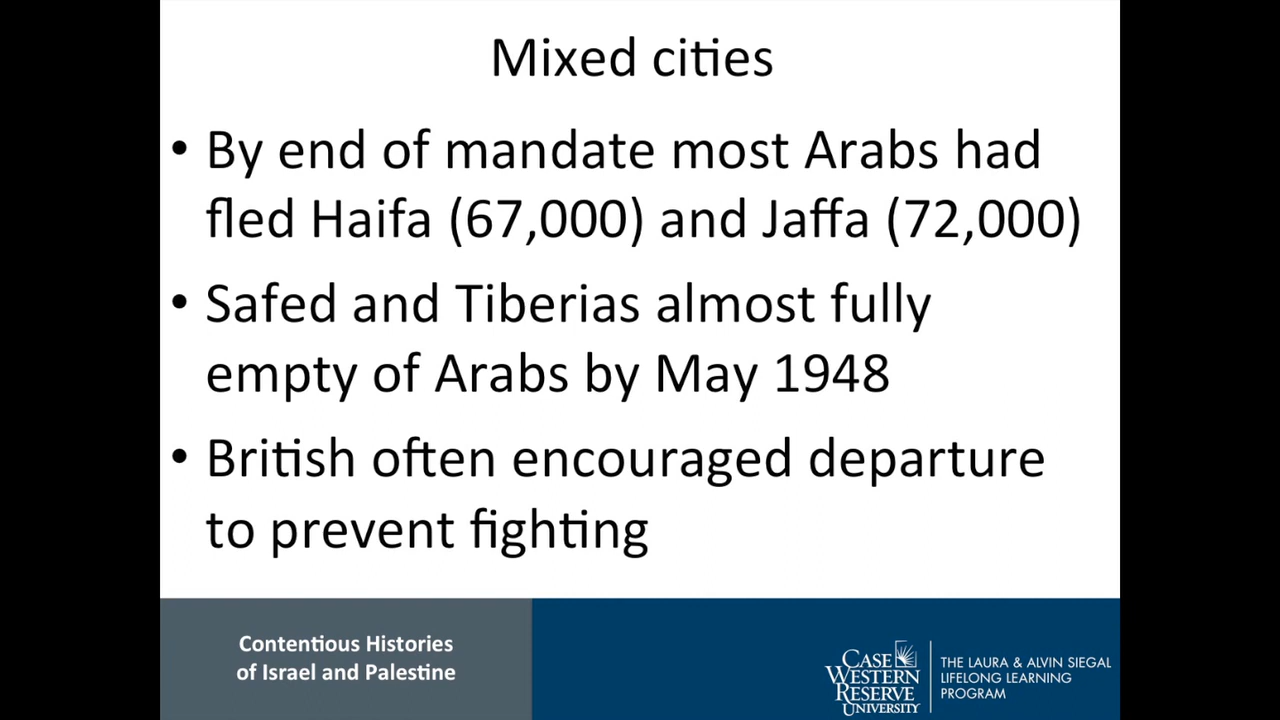 Mixed cities
• By end of mandate most Arabs had
fled Haifa (67,000) and Jaffa (72,000)
• Safed and Tiberias almost fully
empty of Arabs by May 1948
• British often encouraged departure
to prevent fighting
Contentious Histories
of Israel and Palestine
CASE
WESTERN
RESERVE
UNIVERSITY
THE LAURA & ALVIN SIEGAL
LIFELONG LEARNING
PROGRAM